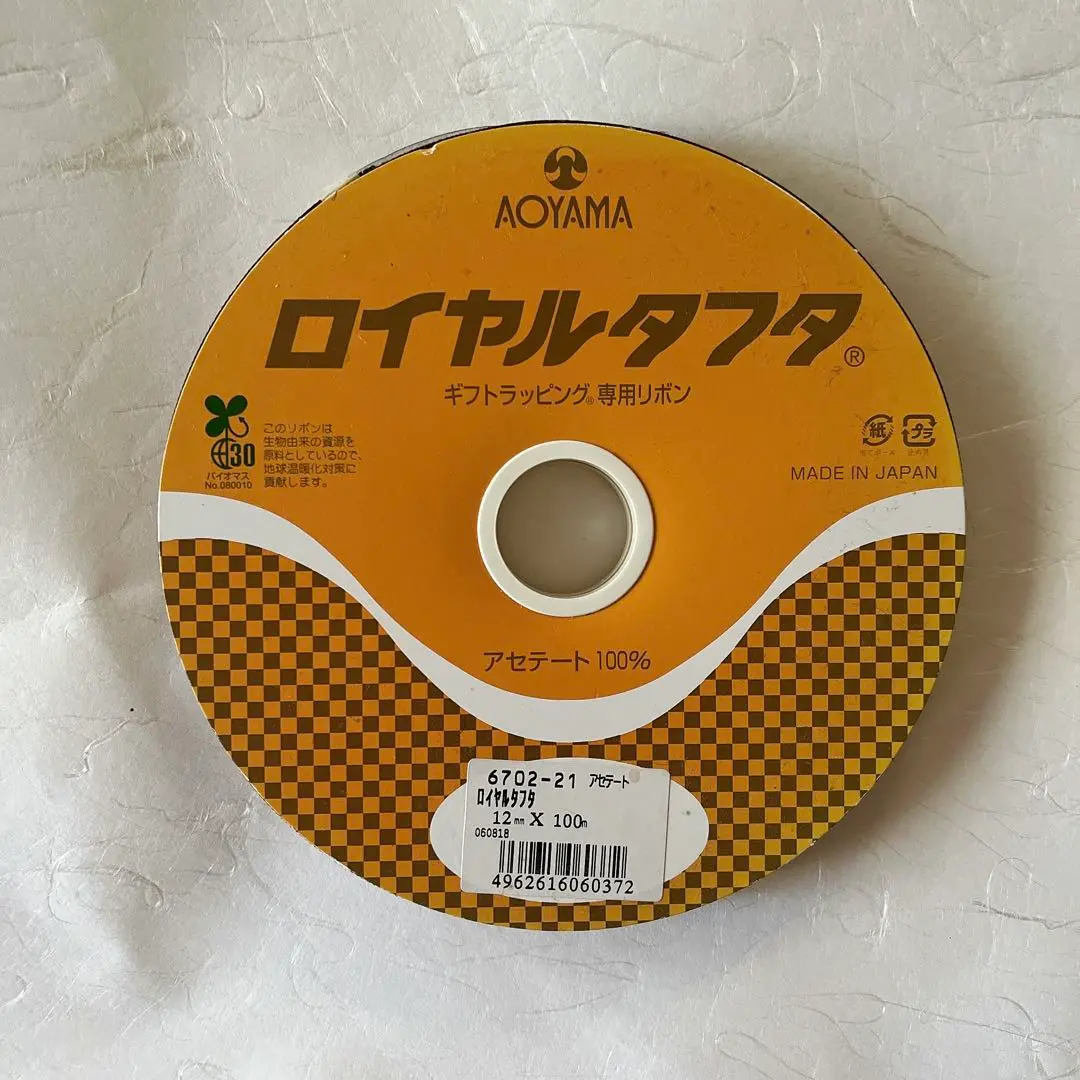 AOYAMA
ロイヤルタフタ®
ギフトラッピング®専用リボン
このリボンは
生物由来の資源を
原料としているので、
地球温暖化対策に
貢献します。
30
バイオマス
No.080010
紙 プラ
MADE IN JAPAN
アセテート 100%
6702-21 アセテート
ロイヤルタフタ
12mm X 100m
060818
4962616060372